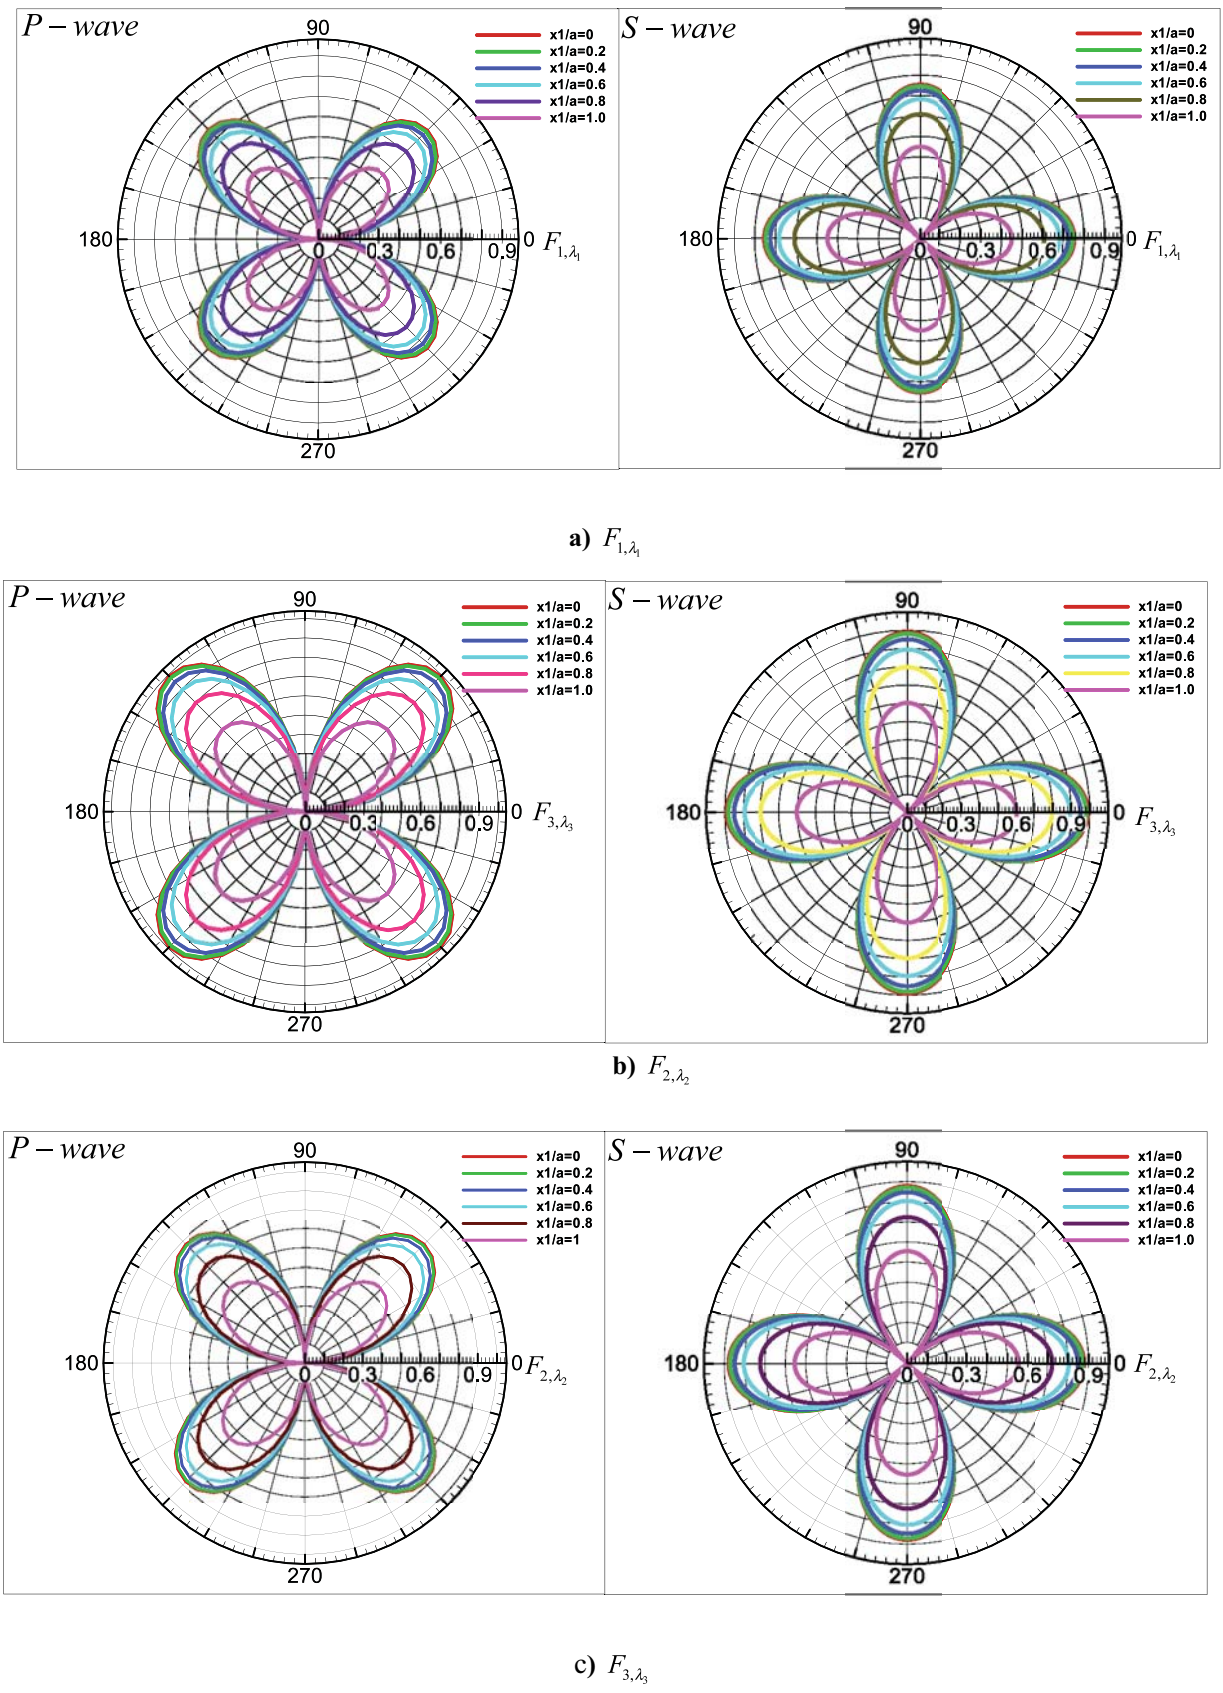 P – wave
90
x1/a=0
x1/a=0.2
x1/a=0.4
x1/a=0.6
x1/a=0.8
x1/a=1.0
180
0 0.3 0.6 0.9 0 F1,λ1
270
S – wave
90
x1/a=0
x1/a=0.2
x1/a=0.4
x1/a=0.6
x1/a=0.8
x1/a=1.0
180
0 0.3 0.6 0.9 0 F1,λ1
270
a) F1,λ1
P – wave
90
x1/a=0
x1/a=0.2
x1/a=0.4
x1/a=0.6
x1/a=0.8
x1/a=1.0
180
0 0.3 0.6 0.9 0 F3,λ3
270
S – wave
90
x1/a=0
x1/a=0.2
x1/a=0.4
x1/a=0.6
x1/a=0.8
x1/a=1.0
180
0 0.3 0.6 0.9 0 F3,λ3
270
b) F2,λ2
P – wave
90
x1/a=0
x1/a=0.2
x1/a=0.4
x1/a=0.6
x1/a=0.8
x1/a=1
180
0 0.3 0.6 0.9 0 F2,λ2
270
S – wave
90
x1/a=0
x1/a=0.2
x1/a=0.4
x1/a=0.6
x1/a=0.8
x1/a=1.0
180
0 0.3 0.6 0.9 0 F2,λ2
270
c) F3,λ3